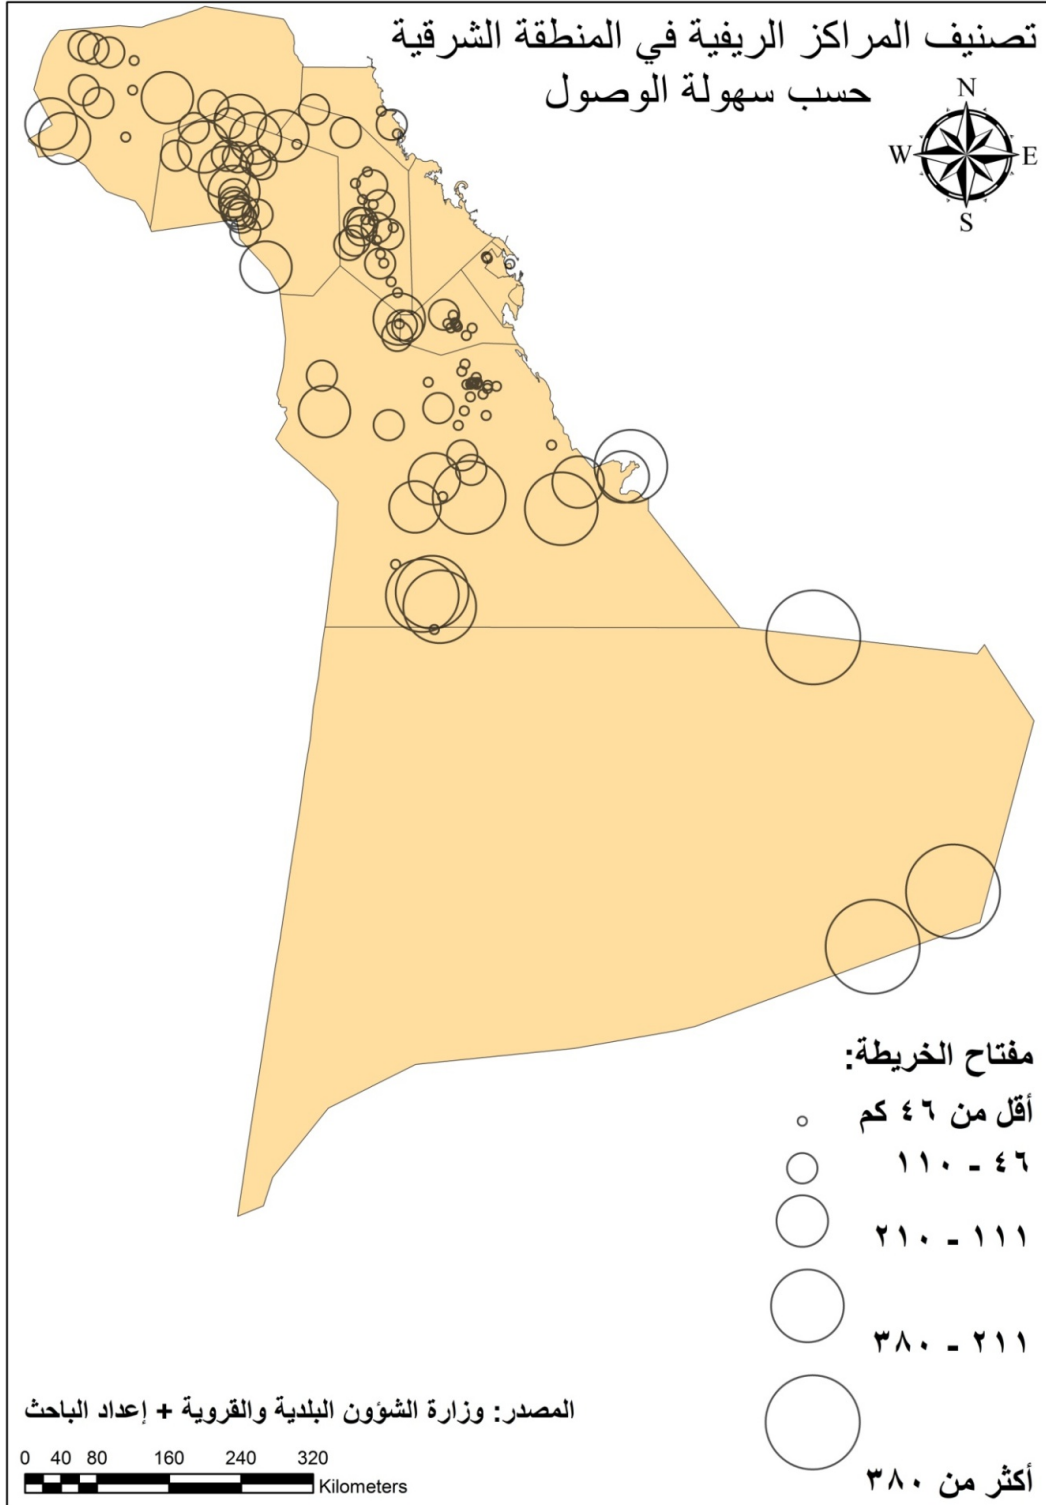 تصنيف المراكز الريفية في المنطقة الشرقية
حسب سهولة الوصول
N
W E
S
مفتاح الخريطة:
أقل من ٤٦ كم
٤٦ - ١١٠
١١١ - ٢١٠
٢١١ - ٣٨٠
أكثر من ٣٨٠
المصدر: وزارة الشؤون البلدية والقروية + إعداد الباحث
0 40 80 160 240 320
Kilometers